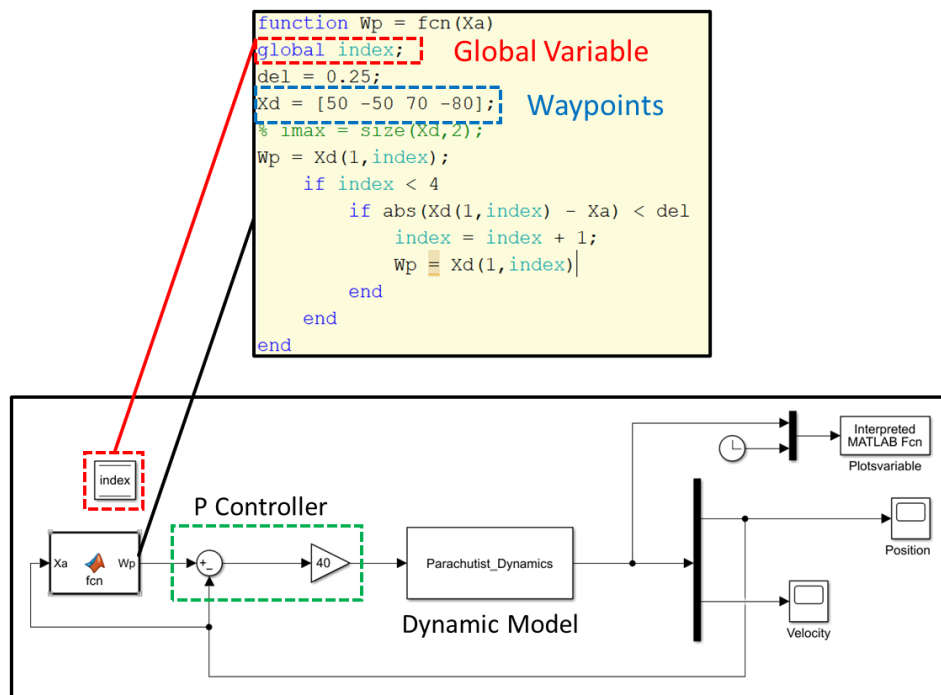 function Wp = fcn(Xa)
global index;
Global Variable
del = 0.25;
Xd = [50 -50 70 -80];
Waypoints
% imax = size(Xd,2);
Wp = Xd(1,index);
if index < 4
if abs(Xd(1,index) - Xa) < del
index = index + 1;
Wp = Xd(1,index)
end
end
end
index
P Controller
Xa
Wp
fcn
+
-
40
Parachutist_Dynamics
Dynamic Model
Interpreted
MATLAB Fcn
Plotsvariable
Position
Velocity